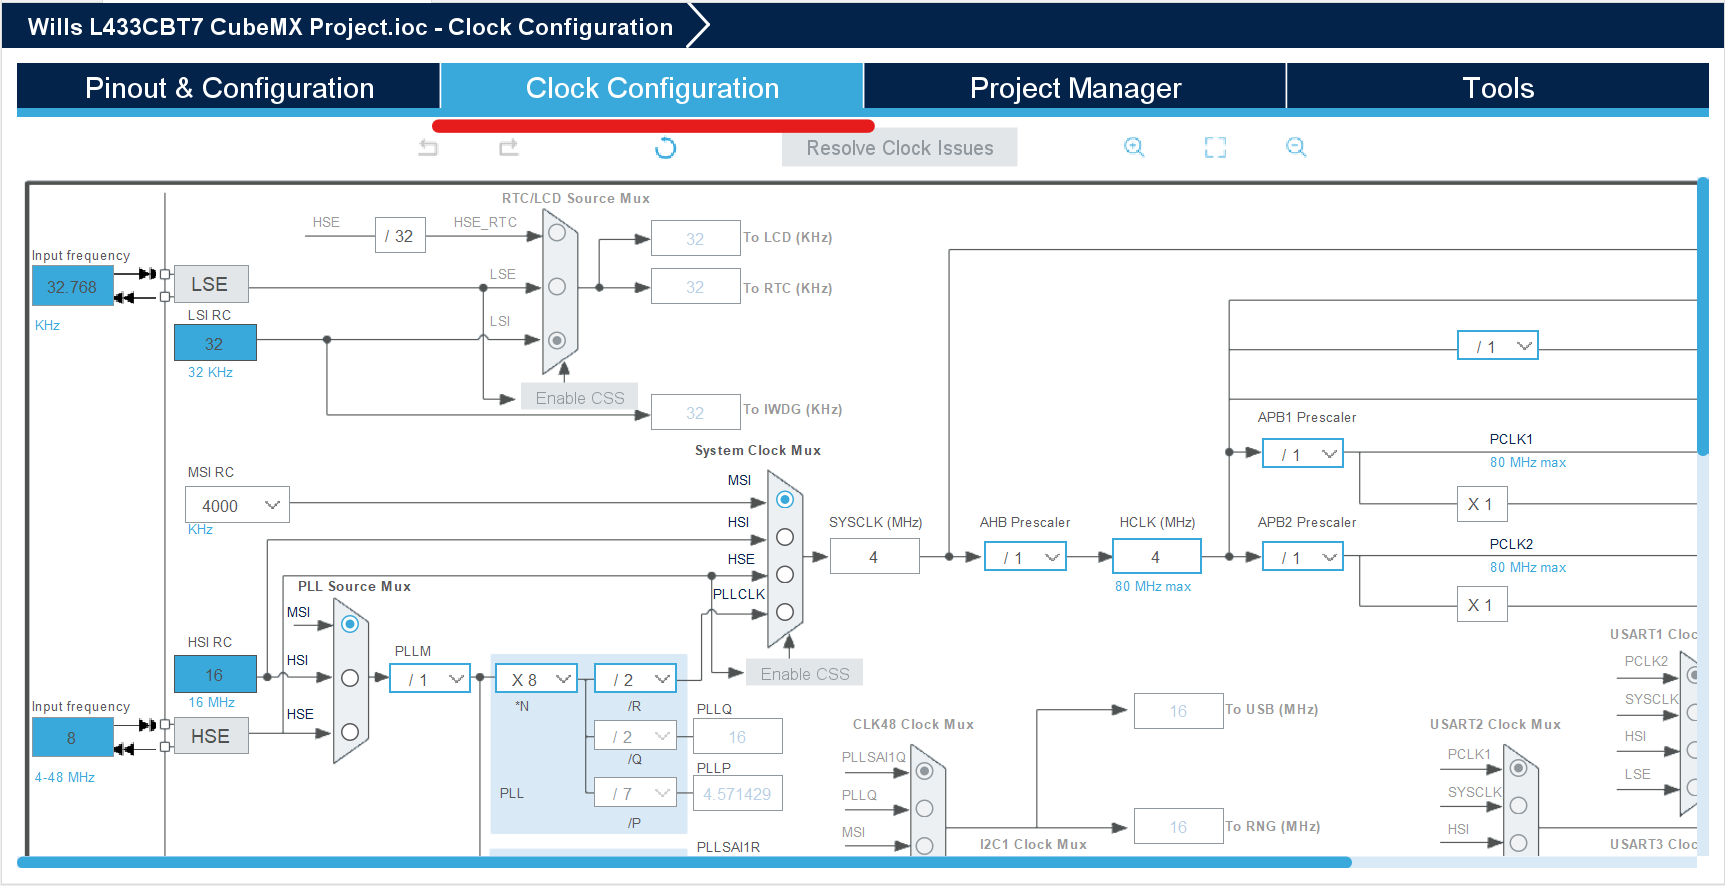 Wills L433CBT7 CubeMX Project.ioc - Clock Configuration
Pinout & Configuration
Clock Configuration
Project Manager
Tools
Resolve Clock Issues
RTC/LCD Source Mux
HSE
/ 32
HSE_RTC
32
To LCD (KHz)
Input frequency
32.768
KHz
LSE
LSE
32
To RTC (KHz)
LSI RC
32
32 KHz
LSI
Enable CSS
32
To IWDG (KHz)
System Clock Mux
MSI RC
4000
KHz
MSI
HSI
HSE
PLLCLK
SYSCLK (MHz)
4
AHB Prescaler
/ 1
HCLK (MHz)
4
80 MHz max
/ 1
APB1 Prescaler
/ 1
PCLK1
80 MHz max
X 1
APB2 Prescaler
/ 1
PCLK2
80 MHz max
X 1
PLL Source Mux
MSI
HSI RC
16
16 MHz
HSI
HSE
Input frequency
8
4-48 MHz
HSE
PLLM
/ 1
X 8
*N
/ 2
/R
/ 2
/Q
/ 7
/P
PLL
PLLQ
16
PLLP
4.571429
PLLSAI1R
Enable CSS
CLK48 Clock Mux
PLLSAI1Q
PLLQ
MSI
16
To USB (MHz)
16
To RNG (MHz)
I2C1 Clock Mux
USART2 Clock Mux
PCLK1
SYSCLK
HSI
USART1 Cloc
PCLK2
SYSCLK
HSI
LSE
USART3 Cloc